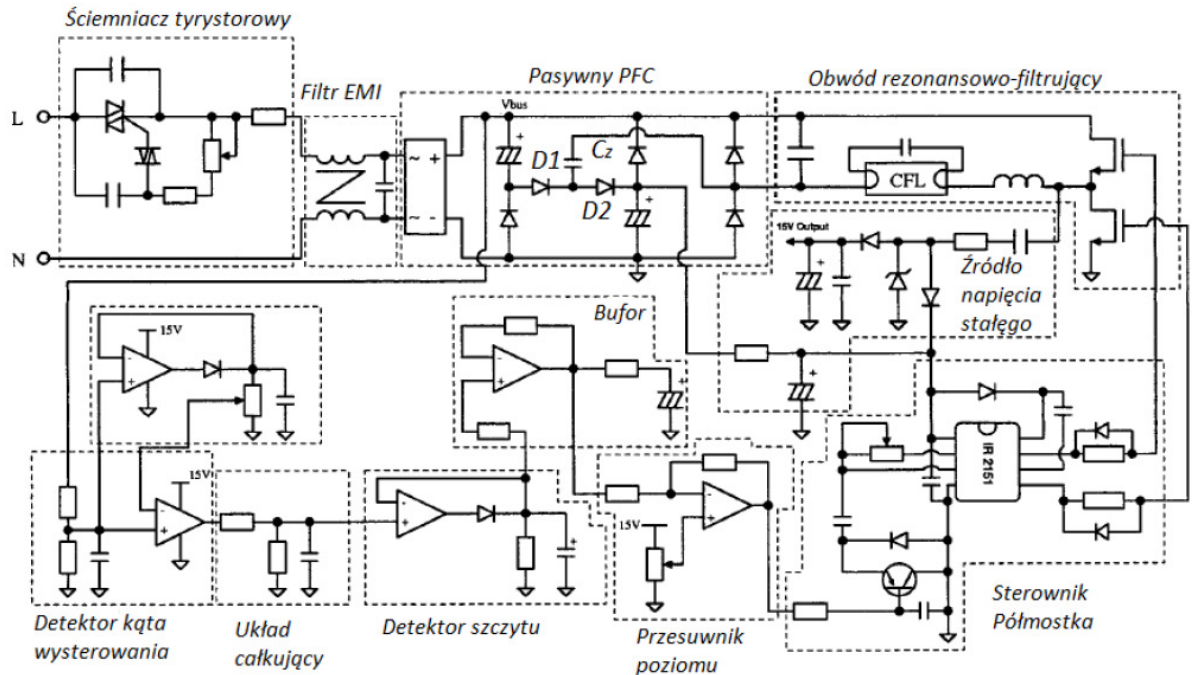 Ściemniacz tyrystorowy
Filtr EMI
Pasywny PFC
Obwód rezonansowo-filtrujący
L
N
Vbus
~ +
~ -
D1
Cz
D2
+
+
CFL
15V Output
+
Źródło
napięcia
stałego
15V
-
+
Bufor
-
+
+
+
IR 2151
15V
-
+
-
+
+
15V
-
+
Detektor kąta
wysterowania
Układ
całkujący
Detektor szczytu
Przesuwnik
poziomu
Sterownik
Półmostka